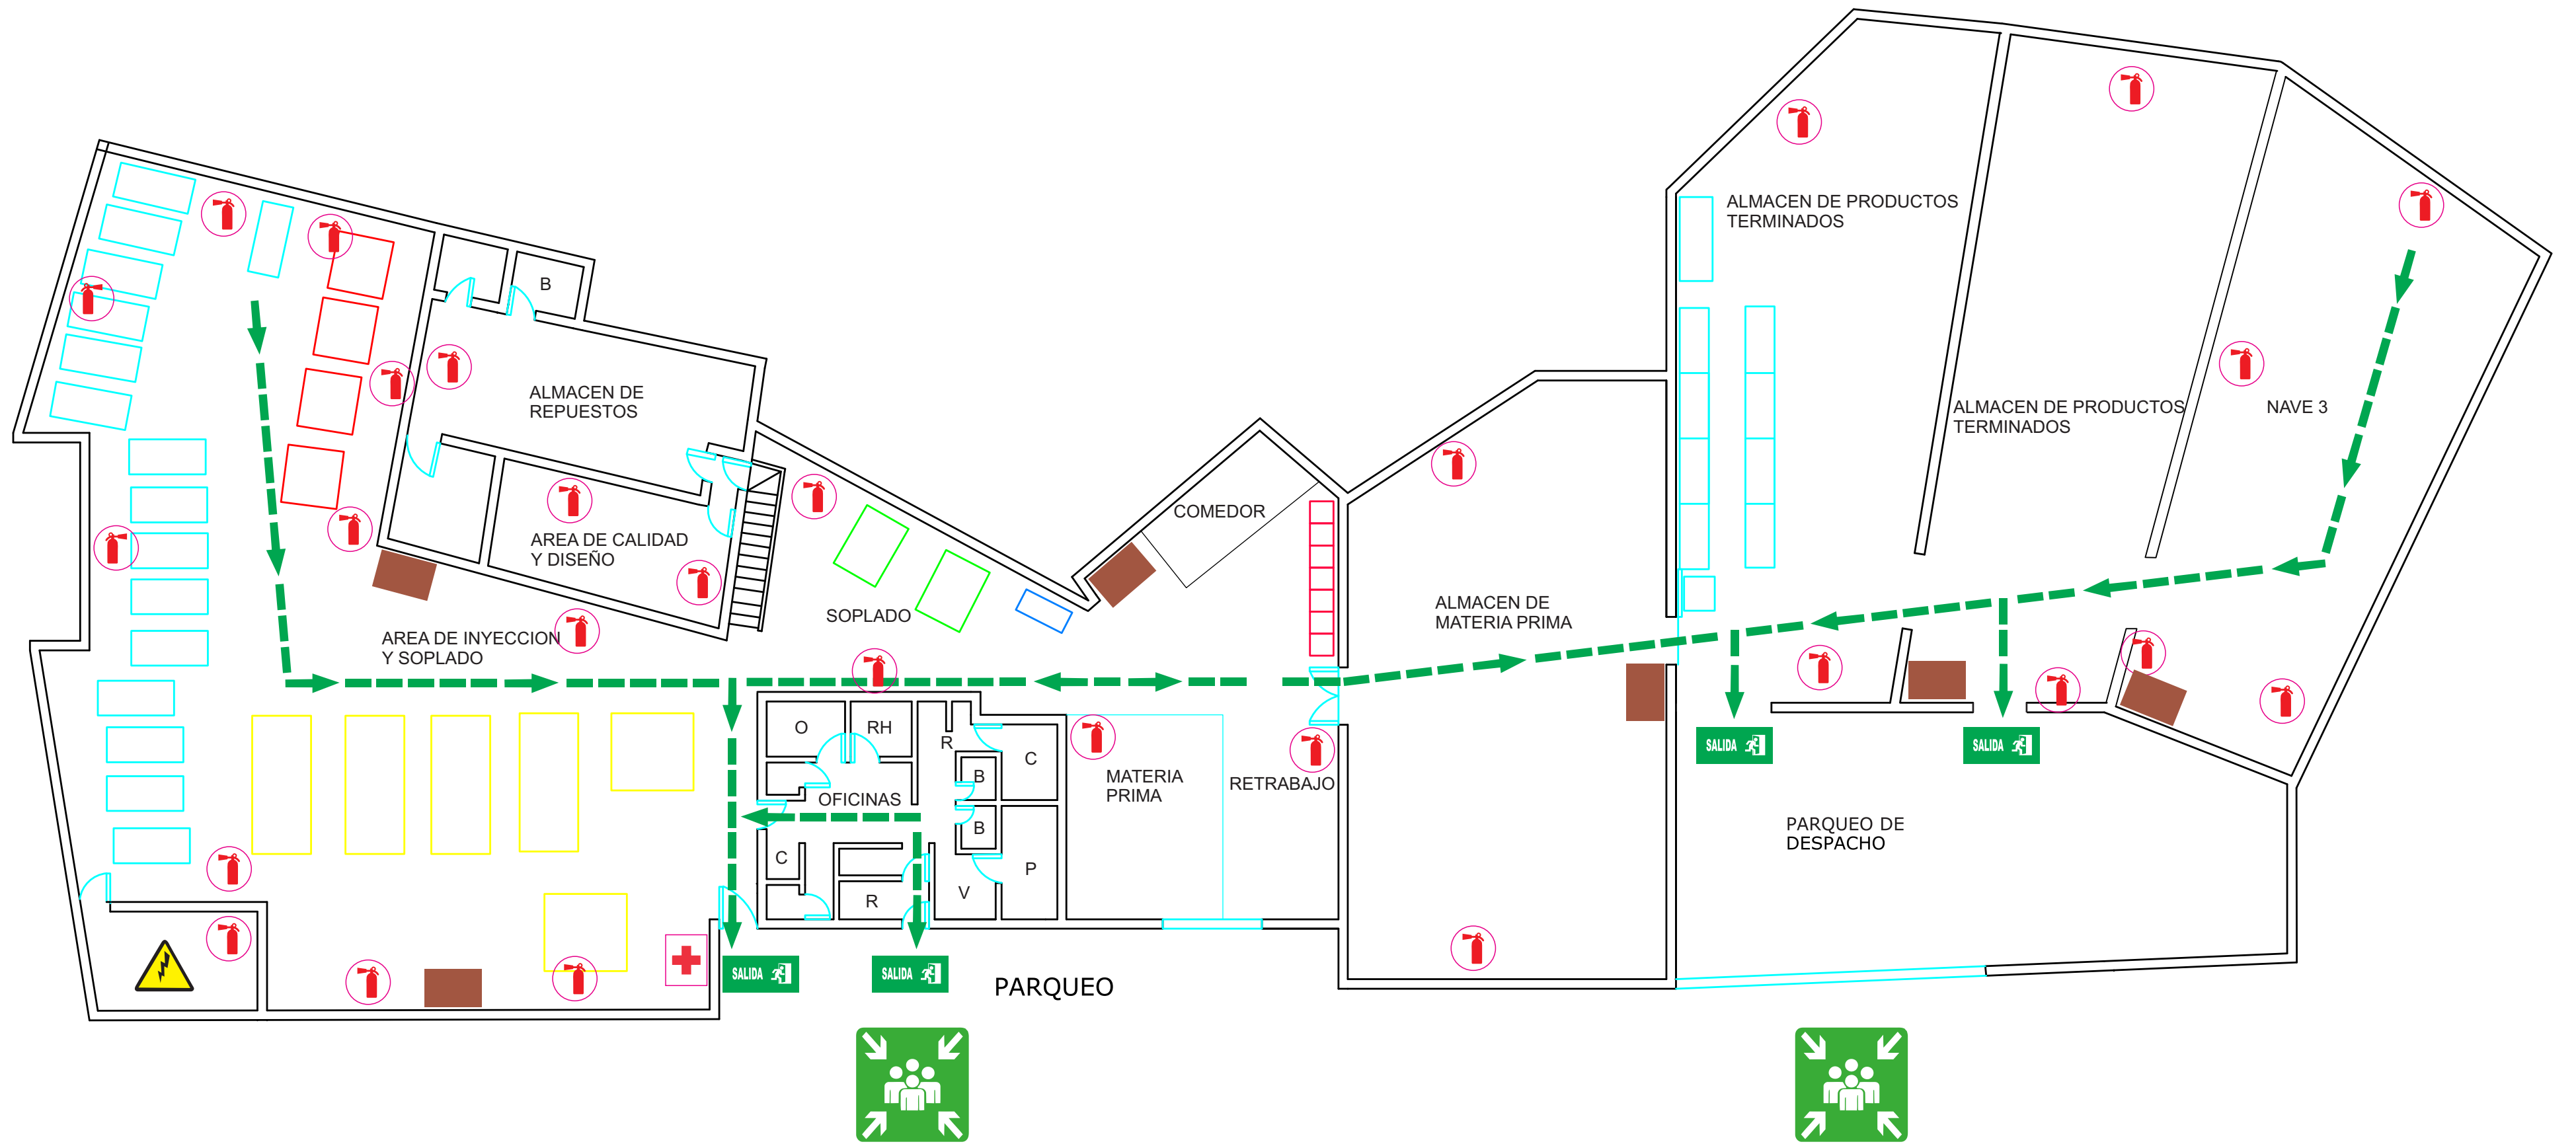 ALMACEN DE PRODUCTOS
TERMINADOS
B
ALMACEN DE
REPUESTOS
ALMACEN DE PRODUCTOS
TERMINADOS
NAVE 3
COMEDOR
AREA DE CALIDAD
Y DISEÑO
SOPLADO
ALMACEN DE
MATERIA PRIMA
AREA DE INYECCION
Y SOPLADO
O
RH
R
C
B
MATERIA
PRIMA
RETRABAJO
SALIDA
SALIDA
OFICINAS
B
C
P
V
R
PARQUEO DE
DESPACHO
SALIDA
SALIDA
PARQUEO